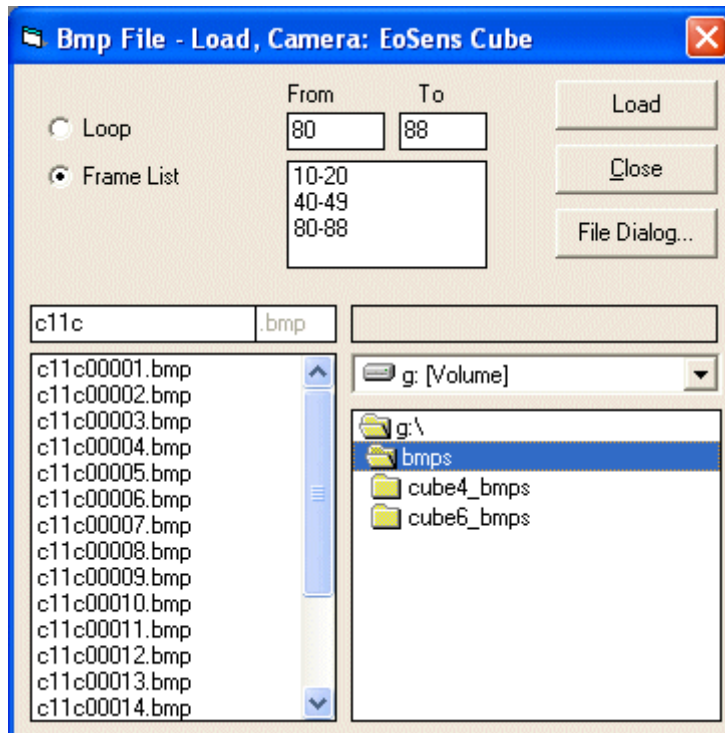 Bmp File - Load, Camera: EoSens Cube
From To
Load
Loop
80 88
Frame List
10-20
40-49
80-88
Close
File Dialog...
c11c .bmp
c11c00001.bmp
c11c00002.bmp
c11c00003.bmp
c11c00004.bmp
c11c00005.bmp
c11c00006.bmp
c11c00007.bmp
c11c00008.bmp
c11c00009.bmp
c11c00010.bmp
c11c00011.bmp
c11c00012.bmp
c11c00013.bmp
c11c00014.bmp
g: [Volume]
g:\
bmps
cube4_bmps
cube6_bmps